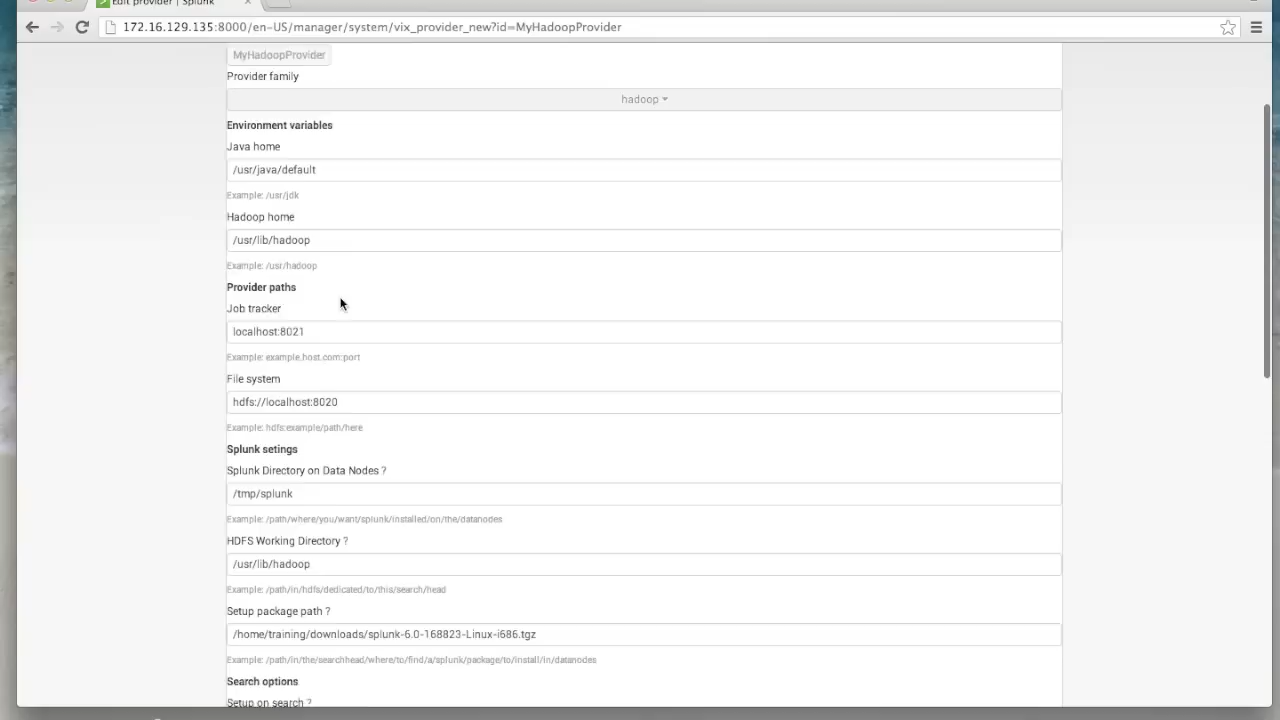 Edit provider | Splunk
172.16.129.135:8000/en-US/manager/system/vix_provider_new?id=MyHadoopProvider
MyHadoopProvider
Provider family
hadoop
Environment variables
Java home
/usr/java/default
Example: /usr/jdk
Hadoop home
/usr/lib/hadoop
Example: /usr/hadoop
Provider paths
Job tracker
localhost:8021
Example: example.host.com:port
File system
hdfs://localhost:8020
Example: hdfs:example/path/here
Splunk setings
Splunk Directory on Data Nodes ?
/tmp/splunk
Example: /path/where/you/want/splunk/installed/on/the/datanodes
HDFS Working Directory ?
/usr/lib/hadoop
Example: /path/in/hdfs/dedicated/to/this/search/head
Setup package path ?
/home/training/downloads/splunk-6.0-168823-Linux-i686.tgz
Example: /path/in/the/searchhead/where/to/find/a/splunk/package/to/install/in/datanodes
Search options
Setup on search ?